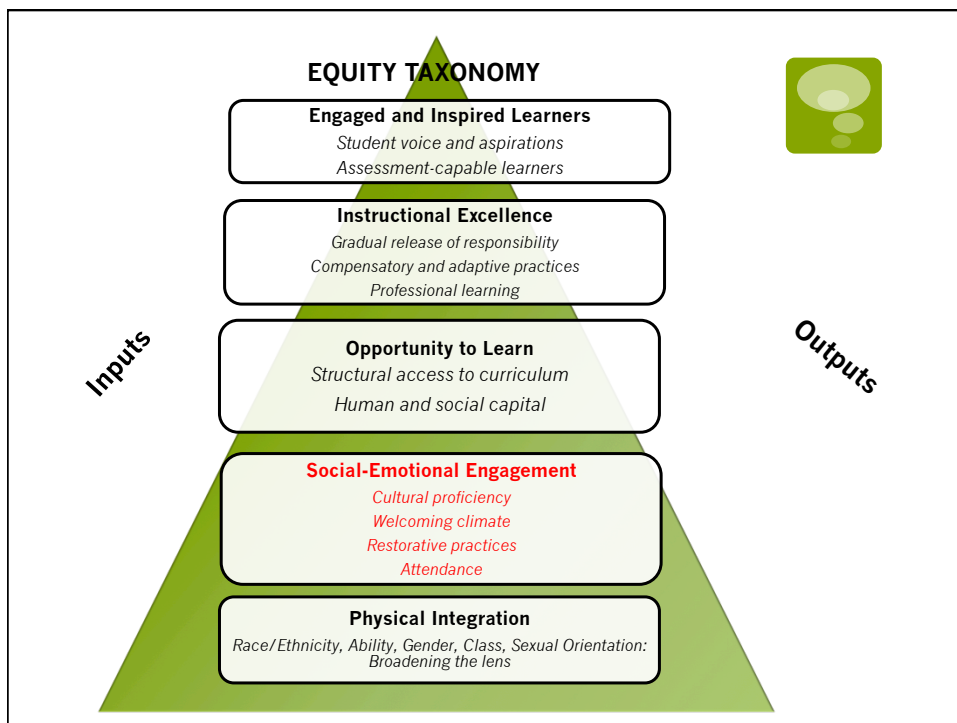 EQUITY TAXONOMY
Engaged and Inspired Learners
Student voice and aspirations
Assessment-capable learners
Instructional Excellence
Gradual release of responsibility
Compensatory and adaptive practices
Professional learning
Inputs
Outputs
Opportunity to Learn
Structural access to curriculum
Human and social capital
Social-Emotional Engagement
Cultural proficiency
Welcoming climate
Restorative practices
Attendance
Physical Integration
Race/Ethnicity, Ability, Gender, Class, Sexual Orientation:
Broadening the lens